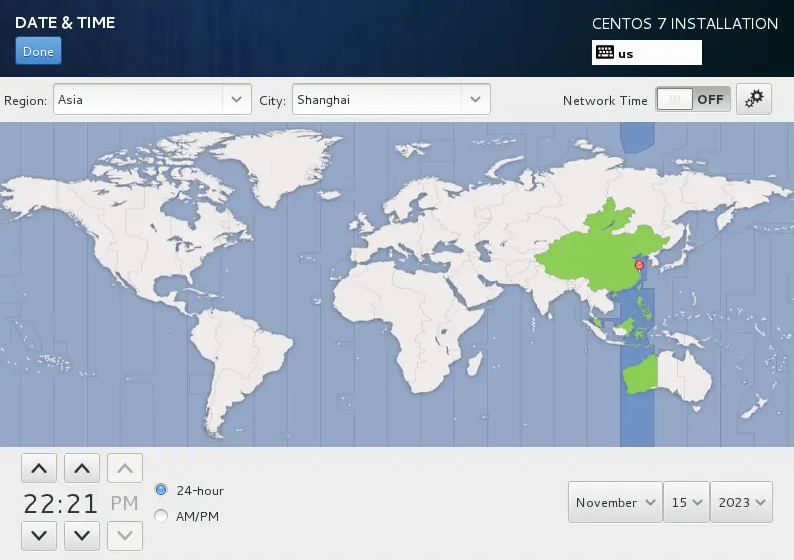 DATE & TIME
CENTOS 7 INSTALLATION
Done
us
Region: Asia City: Shanghai Network Time OFF
22:21 PM
24-hour
AM/PM
November 15 2023